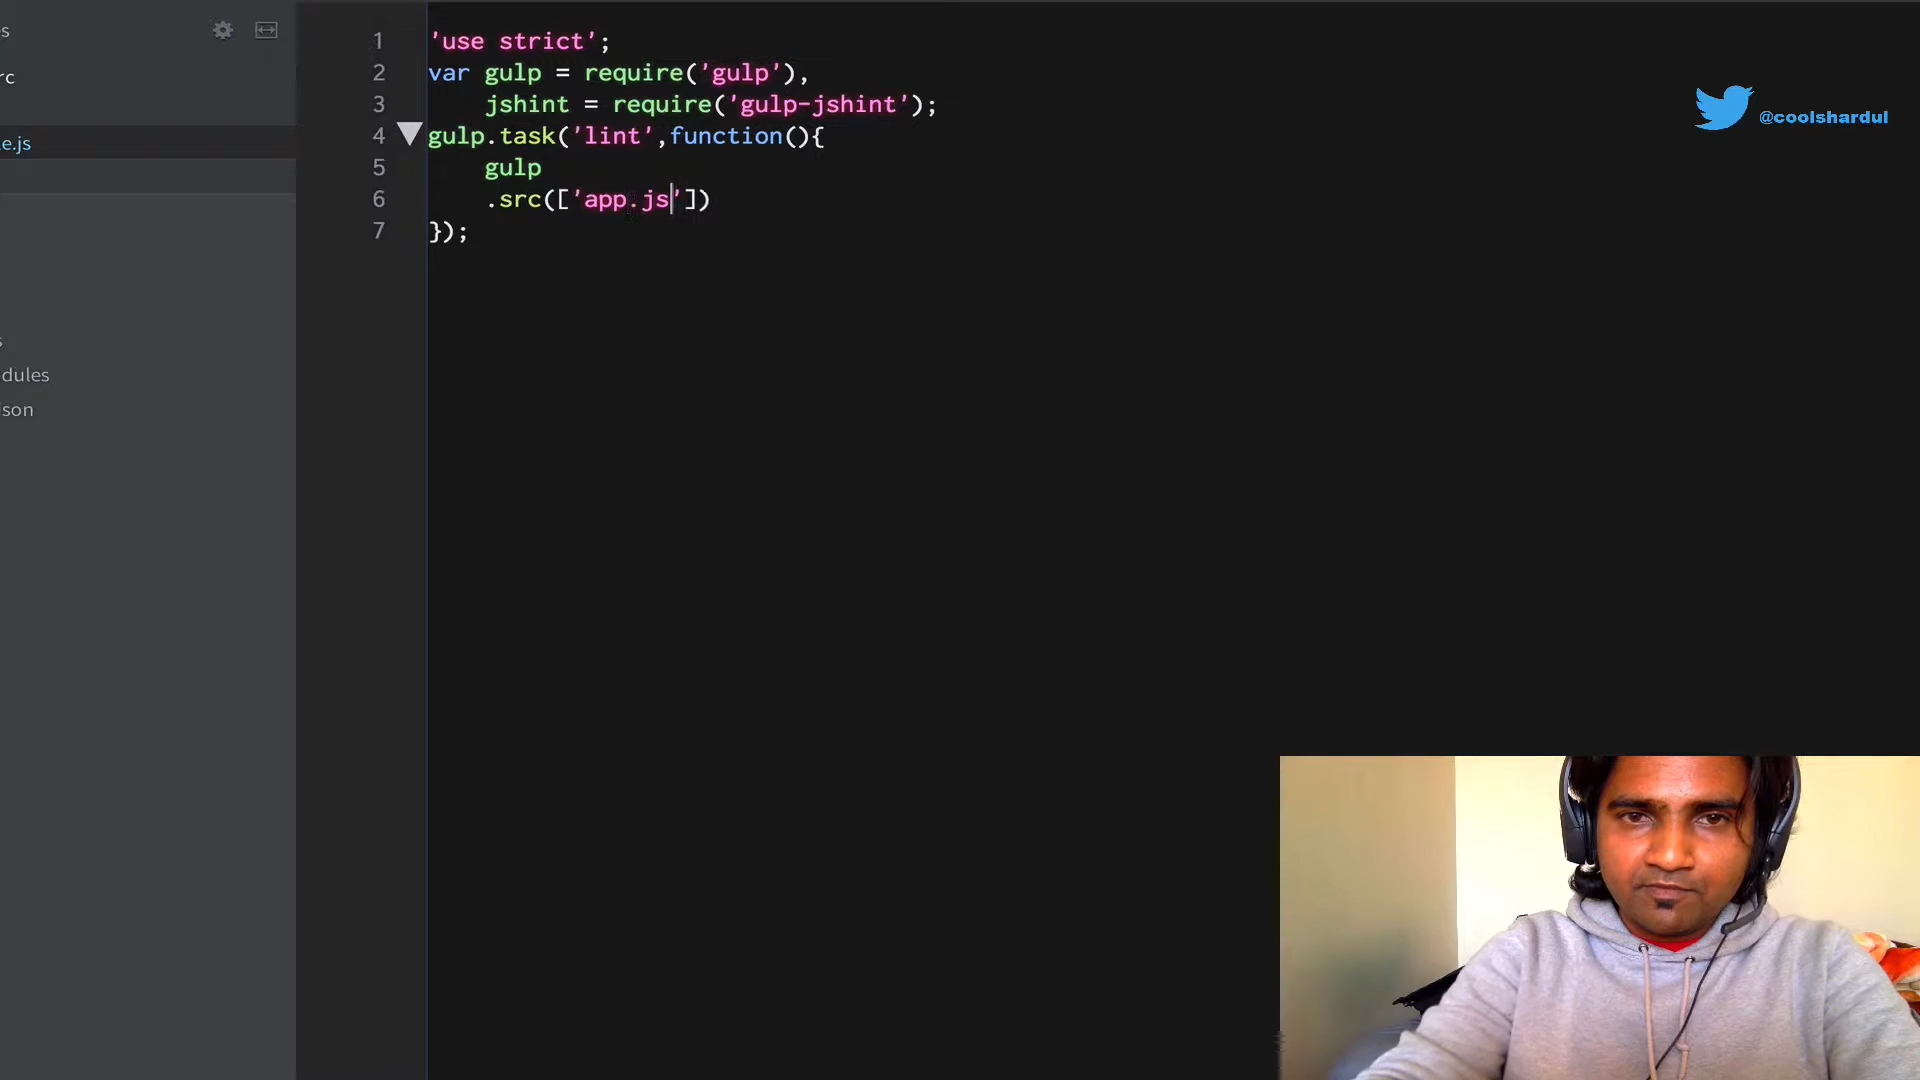 s
rc
e.js
s
dules
son
1 'use strict';
2 var gulp = require('gulp'),
3 jshint = require('gulp-jshint');
4 gulp.task('lint',function(){
5 gulp
6 .src(['app.js'])
7 });
@coolshardul